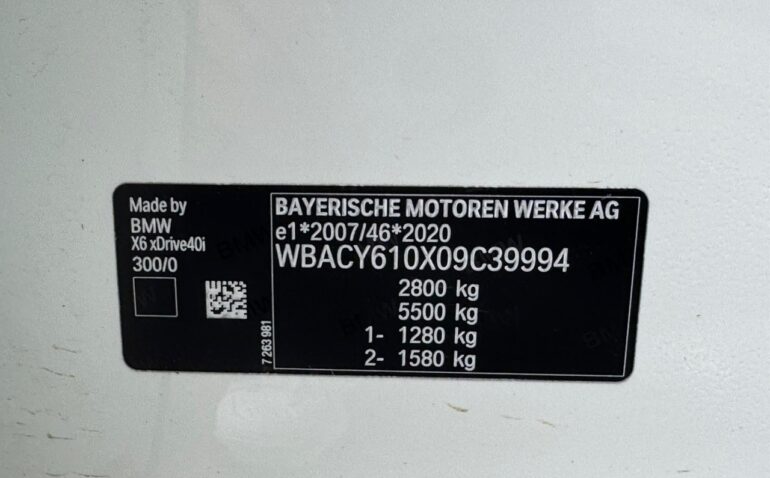 Made by
BMW
X6 xDrive40i
300/0
7 263 981
BAYERISCHE MOTOREN WERKE AG
e1*2007/46*2020
WBACY610X09C39994
2800 kg
5500 kg
1- 1280 kg
2- 1580 kg